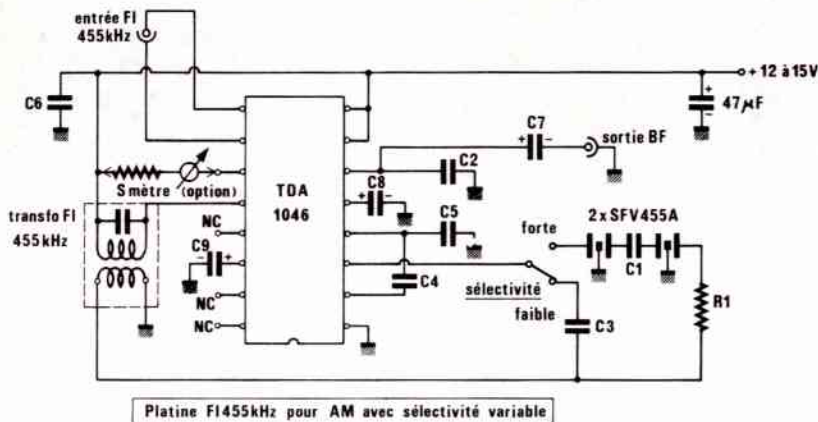 entrée FI
455kHz
+12 à 15V
C6
47µF
C7
sortie BF
C2
Smètre (option)
TDA
1046
C8
2xSFV455A
transfo FI
455kHz
NC
C5
forte
C1
C9
C4
sélectivité
R1
NC
faible
C3
NC
Platine FI455kHz pour AM avec sélectivité variable